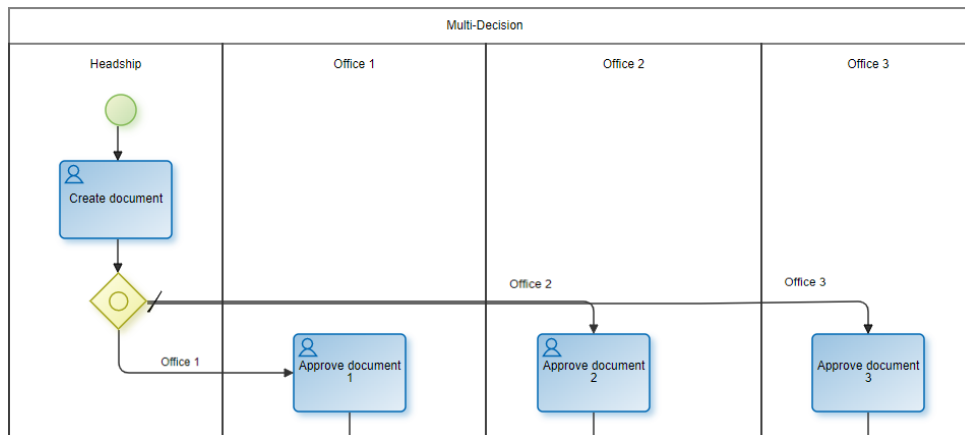 Multi-Decision
Headship
Office 1
Office 2
Office 3
Create document
Office 2
Office 3
Office 1
Approve document
1
Approve document
2
Approve document
3